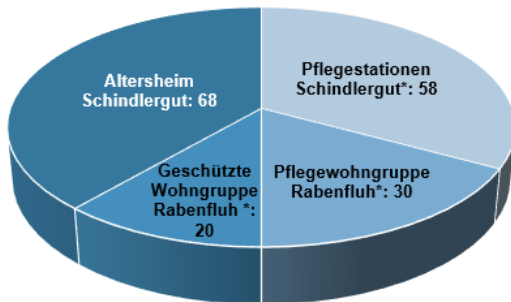 Altersheim
Schindlergut: 68
Pflegestationen
Schindlergut*: 58
Geschützte
Wohngruppe
Rabenfluh *:
20
Pflegewohngruppe
Rabenfluh*: 30